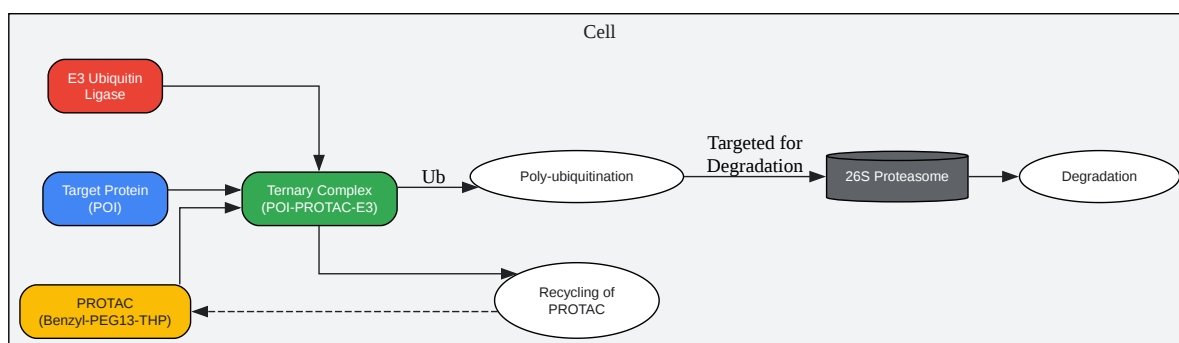 Cell
E3 Ubiquitin
Ligase
Target Protein
(POI)
PROTAC
(Benzyl-PEG13-THP)
Ternary Complex
(POI-PROTAC-E3)
Ub
Poly-ubiquitination
Recycling of
PROTAC
Targeted for
Degradation
26S Proteasome
Degradation